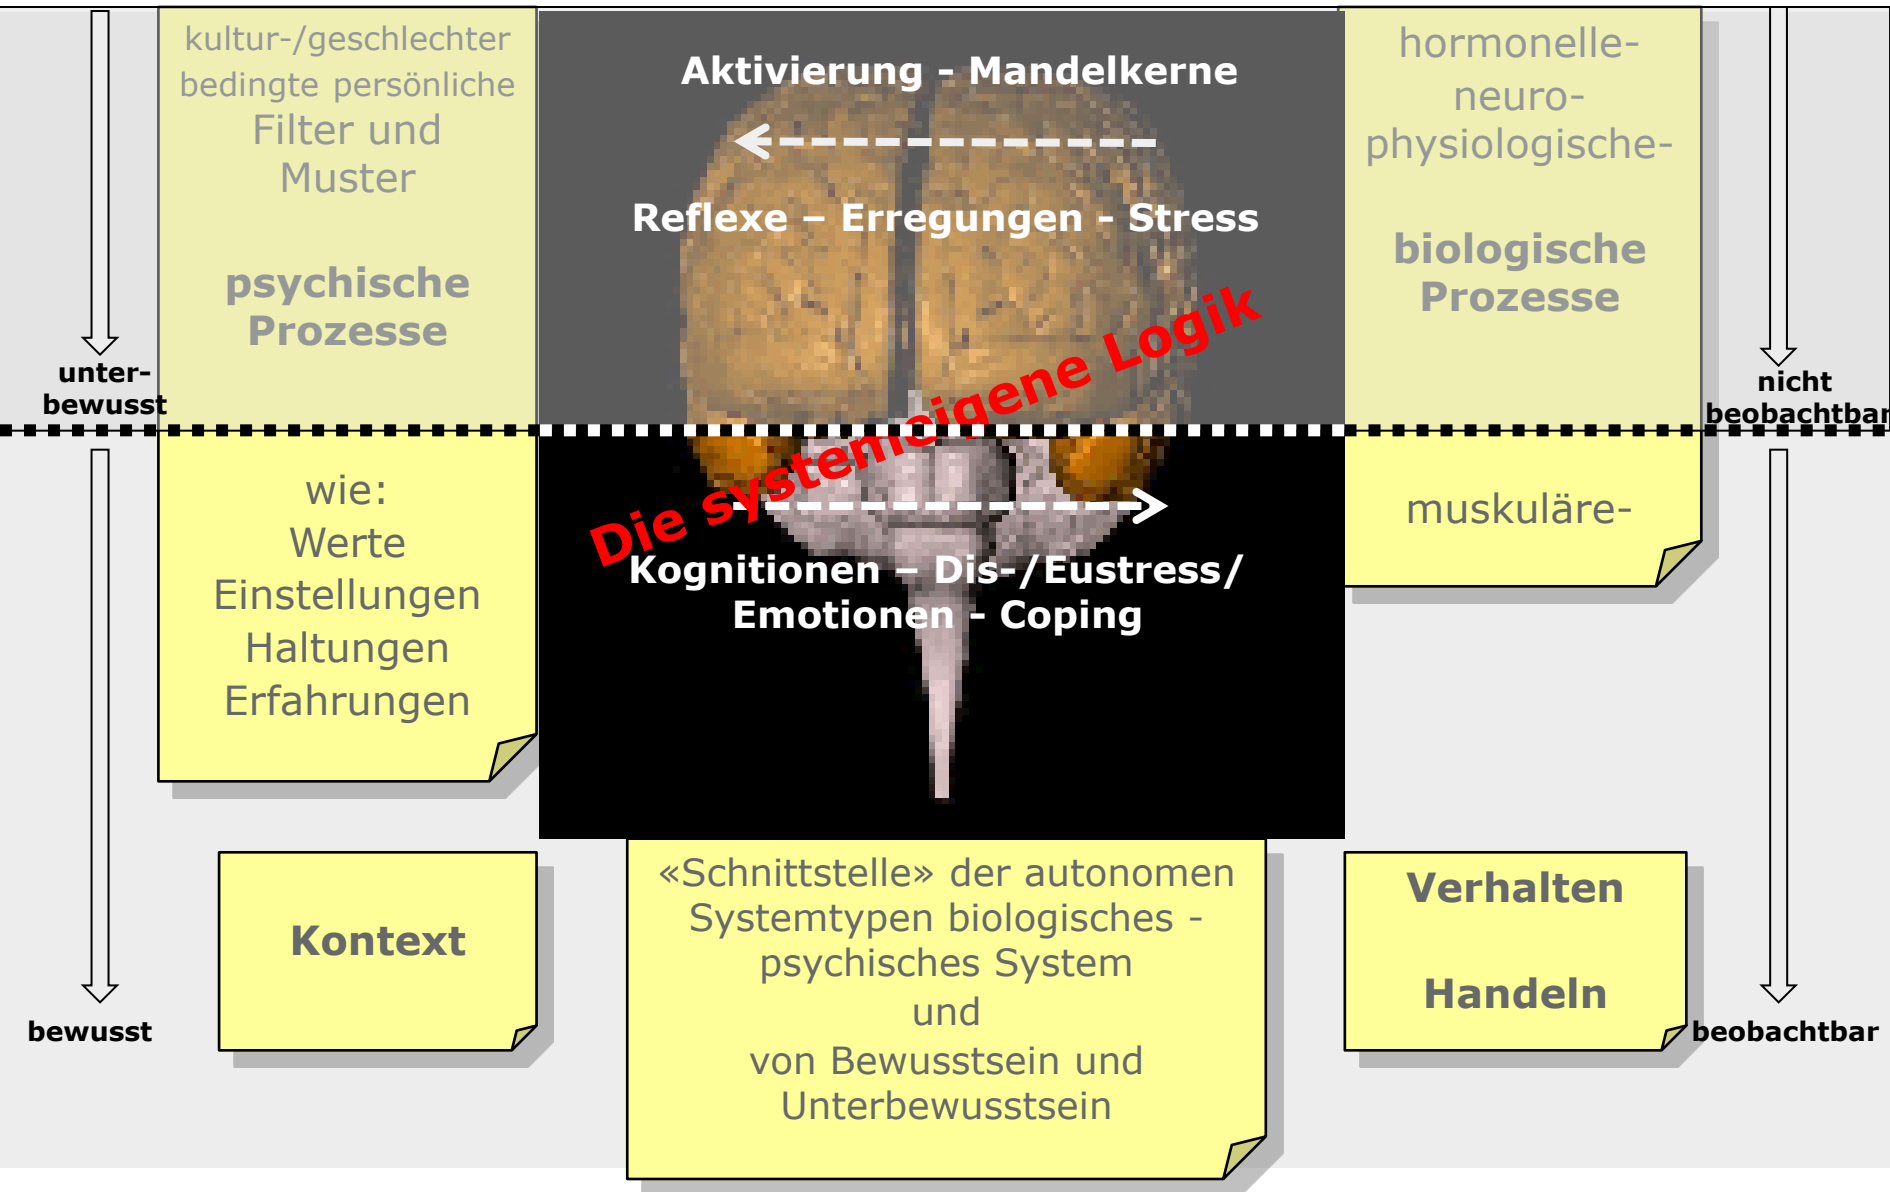 kultur-/geschlechter
bedingte persönliche
Filter und
Muster
psychische
Prozesse
unter-
bewusst
wie:
Werte
Einstellungen
Haltungen
Erfahrungen
Kontext
bewusst
Aktivierung - Mandelkerne
Reflexe – Erregungen - Stress
Die systemeigene Logik
Kognitionen – Dis-/Eustress/
Emotionen - Coping
«Schnittstelle» der autonomen
Systemtypen biologisches -
psychisches System
und
von Bewusstsein und
Unterbewusstsein
hormonelle-
neuro-
physiologische-
biologische
Prozesse
nicht
beobachtbar
muskuläre-
Verhalten
Handeln
beobachtbar